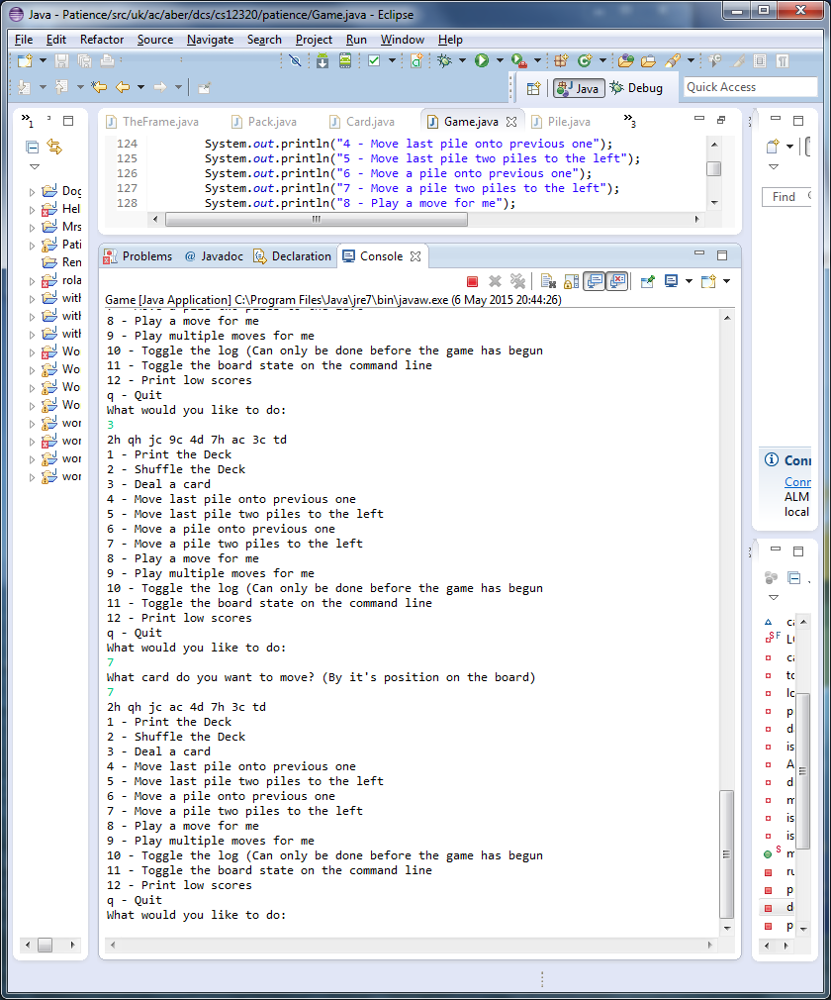 Java - Patience/src/uk/ac/aber/dcs/cs12320/patience/Game.java - Eclipse
File Edit Refactor Source Navigate Search Project Run Window Help
Java Debug Quick Access
TheFrame.java Pack.java Card.java Game.java Pile.java
124 System.out.println("4 - Move last pile onto previous one");
125 System.out.println("5 - Move last pile two piles to the left");
126 System.out.println("6 - Move a pile onto previous one");
127 System.out.println("7 - Move a pile two piles to the left");
128 System.out.println("8 - Play a move for me");
Problems @ Javadoc Declaration Console
Game [Java Application] C:\Program Files\Java\jre7\bin\javaw.exe (6 May 2015 20:44:26)
8 - Play a move for me
9 - Play multiple moves for me
10 - Toggle the log (Can only be done before the game has begun
11 - Toggle the board state on the command line
12 - Print low scores
q - Quit
What would you like to do:
3
2h qh jc 9c 4d 7h ac 3c td
1 - Print the Deck
2 - Shuffle the Deck
3 - Deal a card
4 - Move last pile onto previous one
5 - Move last pile two piles to the left
6 - Move a pile onto previous one
7 - Move a pile two piles to the left
8 - Play a move for me
9 - Play multiple moves for me
10 - Toggle the log (Can only be done before the game has begun
11 - Toggle the board state on the command line
12 - Print low scores
q - Quit
What would you like to do:
7
What card do you want to move? (By it's position on the board)
7
2h qh jc ac 4d 7h 3c td
1 - Print the Deck
2 - Shuffle the Deck
3 - Deal a card
4 - Move last pile onto previous one
5 - Move last pile two piles to the left
6 - Move a pile onto previous one
7 - Move a pile two piles to the left
8 - Play a move for me
9 - Play multiple moves for me
10 - Toggle the log (Can only be done before the game has begun
11 - Toggle the board state on the command line
12 - Print low scores
q - Quit
What would you like to do:
Dog
Hel
Mrs
Pati
Ren
rola
with
with
with
Wo
Wo
Wo
Wo
wor
wor
wor
wor
Find
Conn
Conn
ALM
local